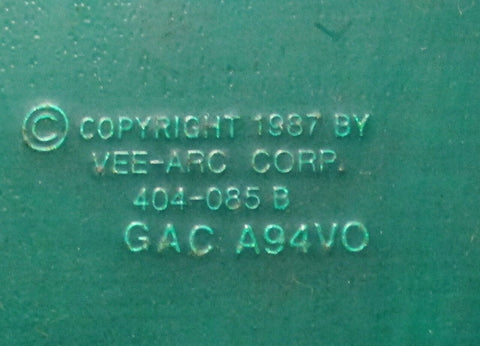 © COPYRIGHT 1987 BY
VEE-ARC CORP.
404-085 B
GAC A94VO